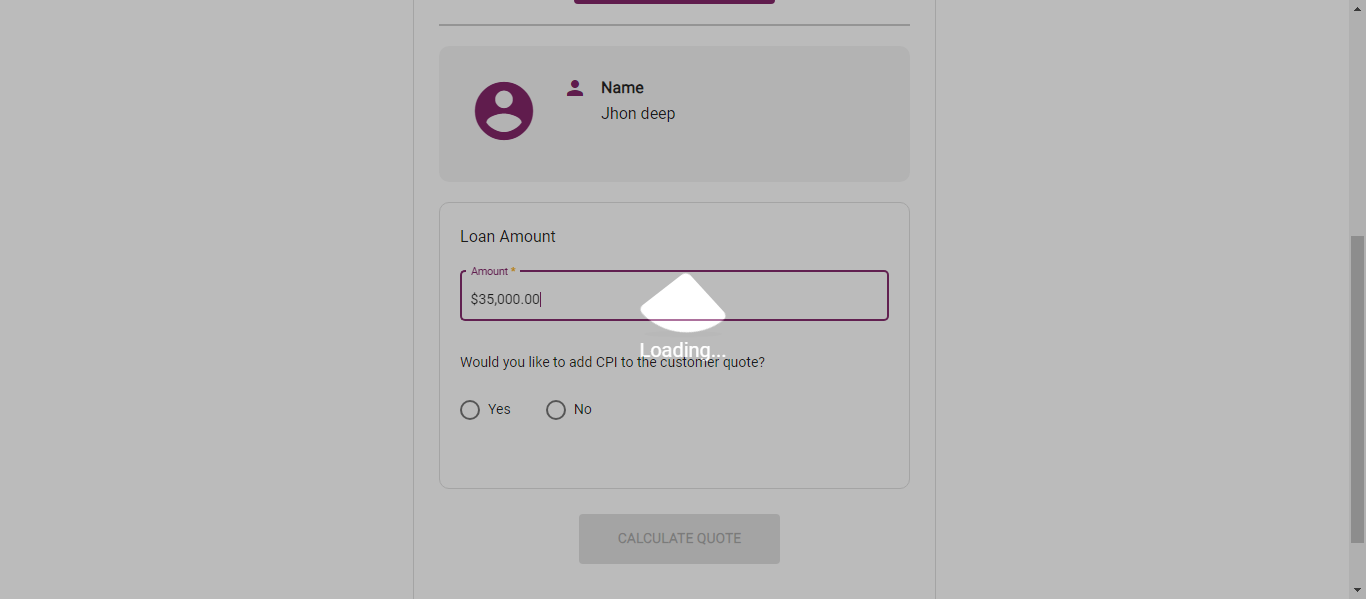 Name
Jhon deep
Loan Amount
Amount *
$35,000.00
Loading...
Would you like to add CPI to the customer quote?
Yes
No
CALCULATE QUOTE